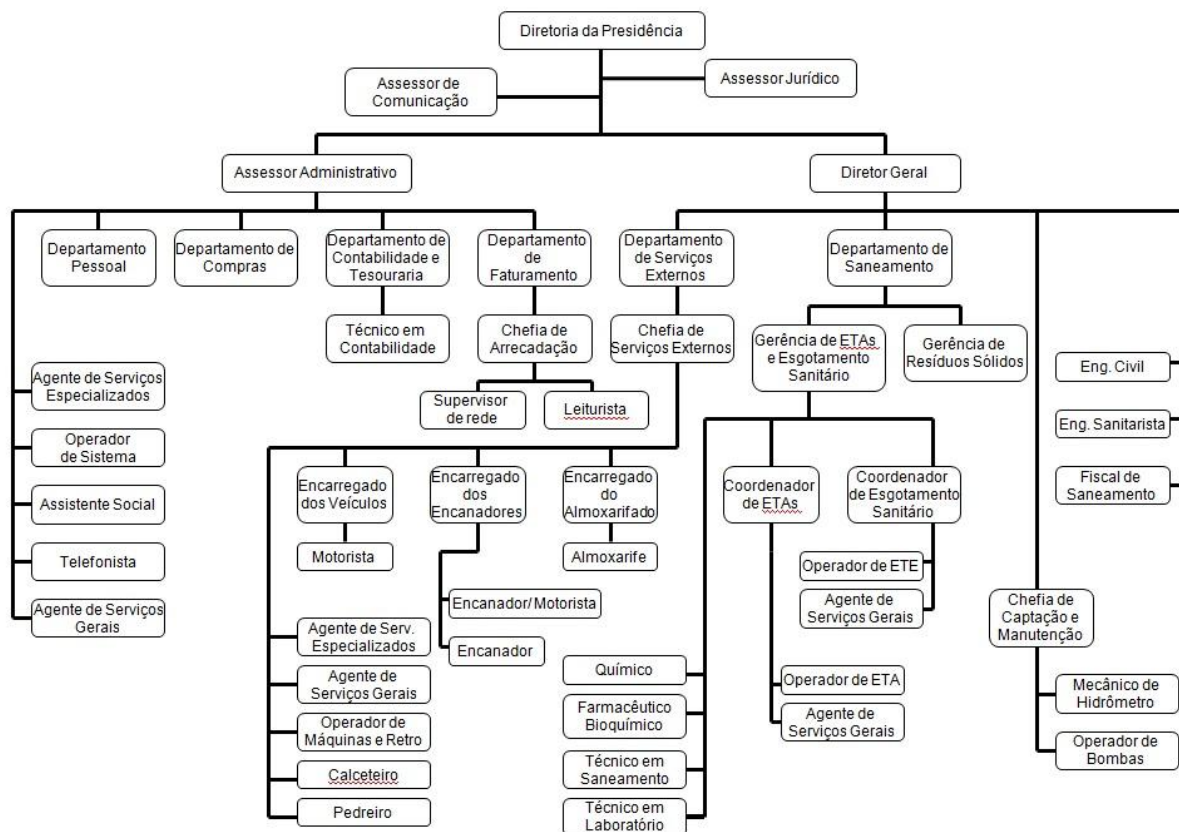 Diretoria da Presidência
Assessor de
Comunicação
Assessor Jurídico
Assessor Administrativo
Diretor Geral
Departamento
Pessoal
Departamento de
Compras
Departamento de
Contabilidade e
Tesouraria
Departamento
de
Faturamento
Departamento
de Serviços
Externos
Departamento de
Saneamento
Técnico em
Contabilidade
Chefia de
Arrecadação
Chefia de
Serviços Externos
Gerência de ETAs
e Esgotamento
Sanitário
Gerência de
Resíduos Sólidos
Eng. Civil
Eng. Sanitarista
Fiscal de
Saneamento
Agente de Serviços
Especializados
Operador
de Sistema
Assistente Social
Telefonista
Agente de Serviços
Gerais
Supervisor
de rede
Leiturista
Encarregado
dos Veículos
Encarregado
dos
Encanadores
Encarregado
do
Almoxarifado
Motorista
Almoxarife
Encanador/ Motorista
Encanador
Agente de Serv.
Especializados
Agente de
Serviços Gerais
Operador de
Máquinas e Retro
Calceteiro
Pedreiro
Coordenador
de ETAs
Coordenador
de Esgotamento
Sanitário
Operador de ETE
Agente de
Serviços Gerais
Operador de ETA
Agente de
Serviços Gerais
Químico
Farmacêutico
Bioquímico
Técnico em
Saneamento
Técnico em
Laboratório
Chefia de
Captação e
Manutenção
Mecânico de
Hidrômetro
Operador de
Bombas